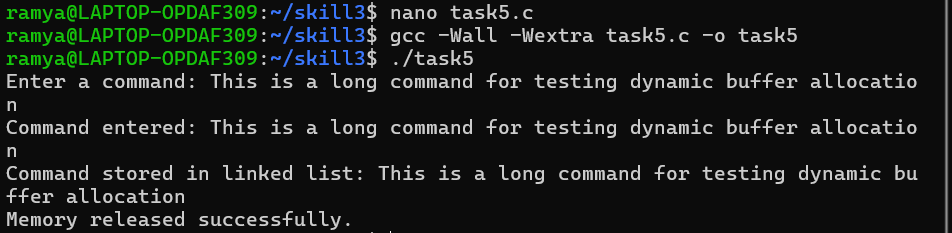 ramya@LAPTOP-OPDAF309:~/skill3$ nano task5.c
ramya@LAPTOP-OPDAF309:~/skill3$ gcc -Wall -Wextra task5.c -o task5
ramya@LAPTOP-OPDAF309:~/skill3$ ./task5
Enter a command: This is a long command for testing dynamic buffer allocatio
n
Command entered: This is a long command for testing dynamic buffer allocatio
n
Command stored in linked list: This is a long command for testing dynamic bu
ffer allocation
Memory released successfully.